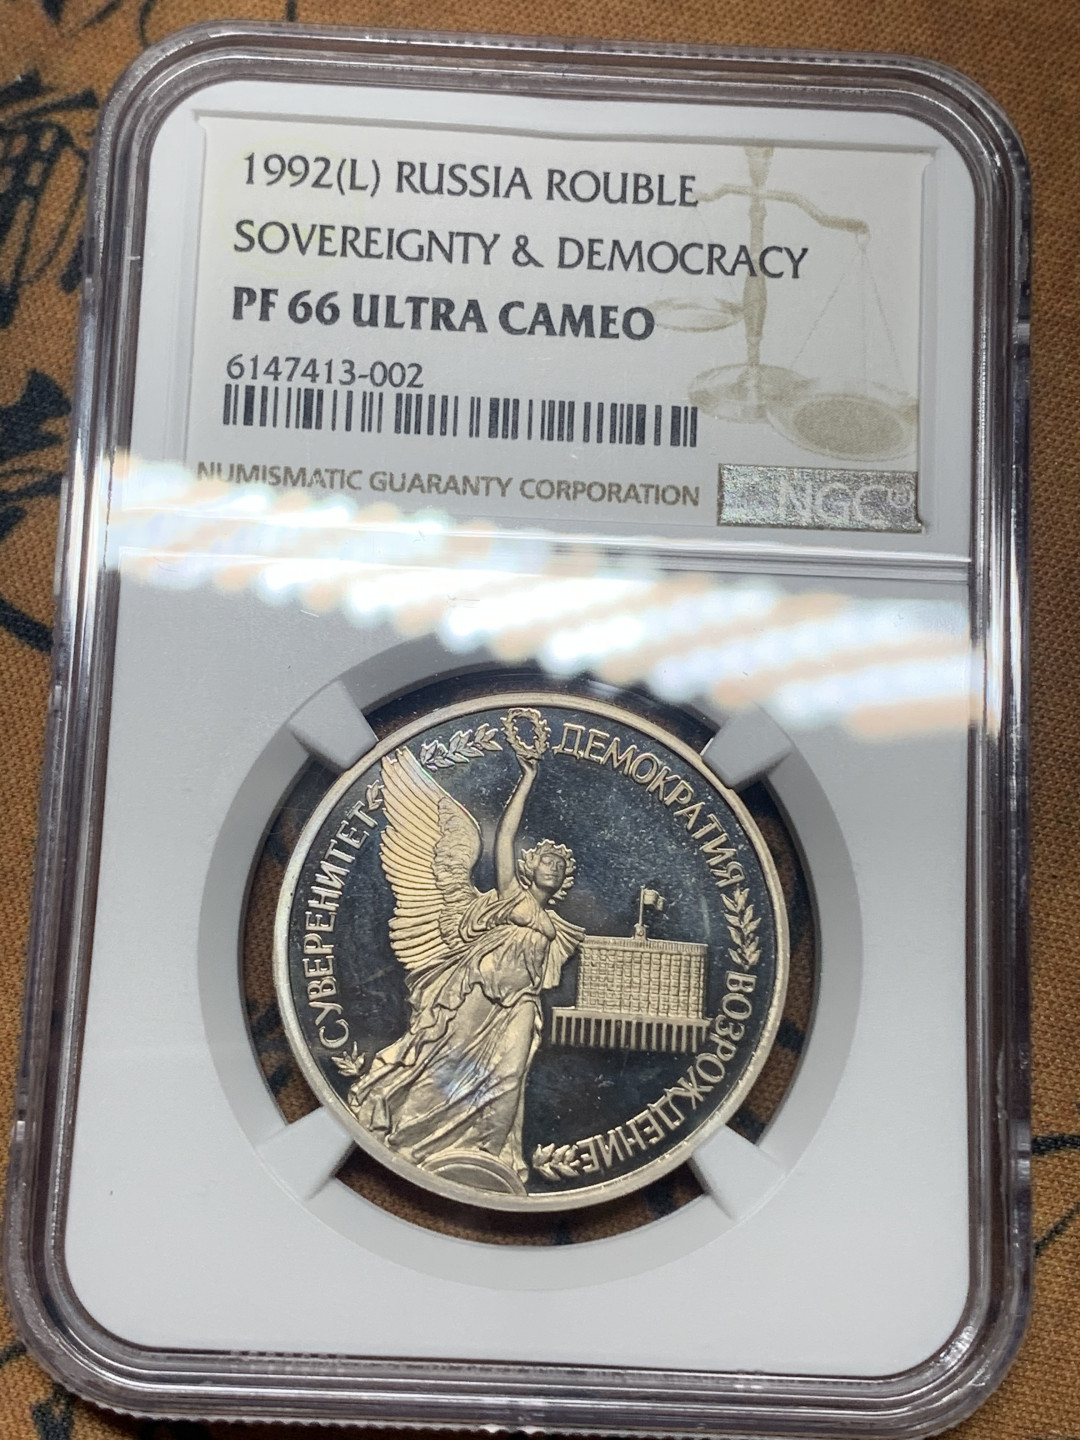 1992(L) RUSSIA ROUBLE
SOVEREIGNTY & DEMOCRACY
PF 66 ULTRA CAMEO
6147413-002
NUMISMATIC GUARANTY CORPORATION
NGC®
СУВЕРЕНИТЕТ
ДЕМОКРАТИЯ
ВОЗРОЖДЕНИЕ